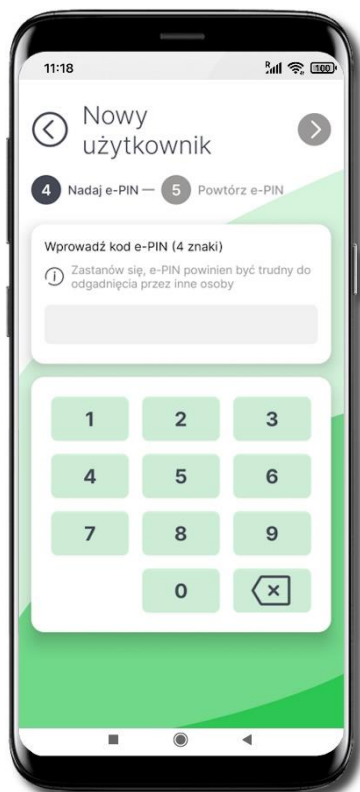 11:18
R
100
Nowy
użytkownik
4 Nadaj e-PIN — 5 Powtórz e-PIN
Wprowadź kod e-PIN (4 znaki)
Zastanów się, e-PIN powinien być trudny do
odgadnięcia przez inne osoby
1 2 3
4 5 6
7 8 9
0